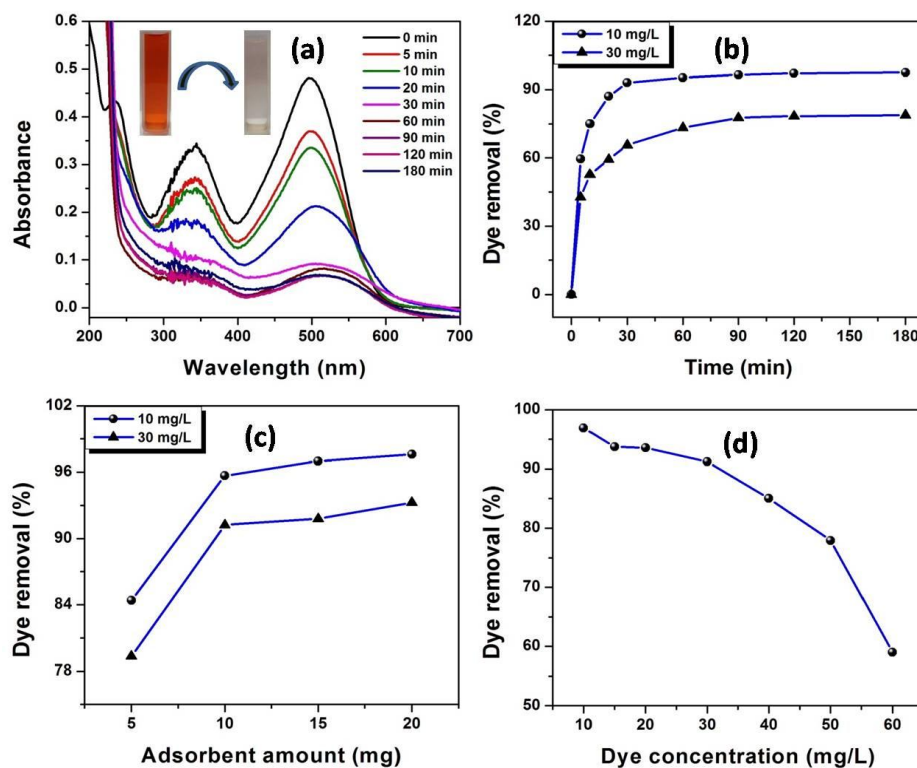 (a)
0 min
5 min
10 min
20 min
30 min
60 min
90 min
120 min
180 min
0.6
0.5
0.4
0.3
0.2
0.1
0.0
200 300 400 500 600 700
Absorbance
Wavelength (nm)
(b)
10 mg/L
30 mg/L
120
90
60
30
0
0 30 60 90 120 150 180
Dye removal (%)
Time (min)
(c)
10 mg/L
30 mg/L
102
96
90
84
78
5 10 15 20
Dye removal (%)
Adsorbent amount (mg)
(d)
100
90
80
70
60
50
10 20 30 40 50 60
Dye removal (%)
Dye concentration (mg/L)